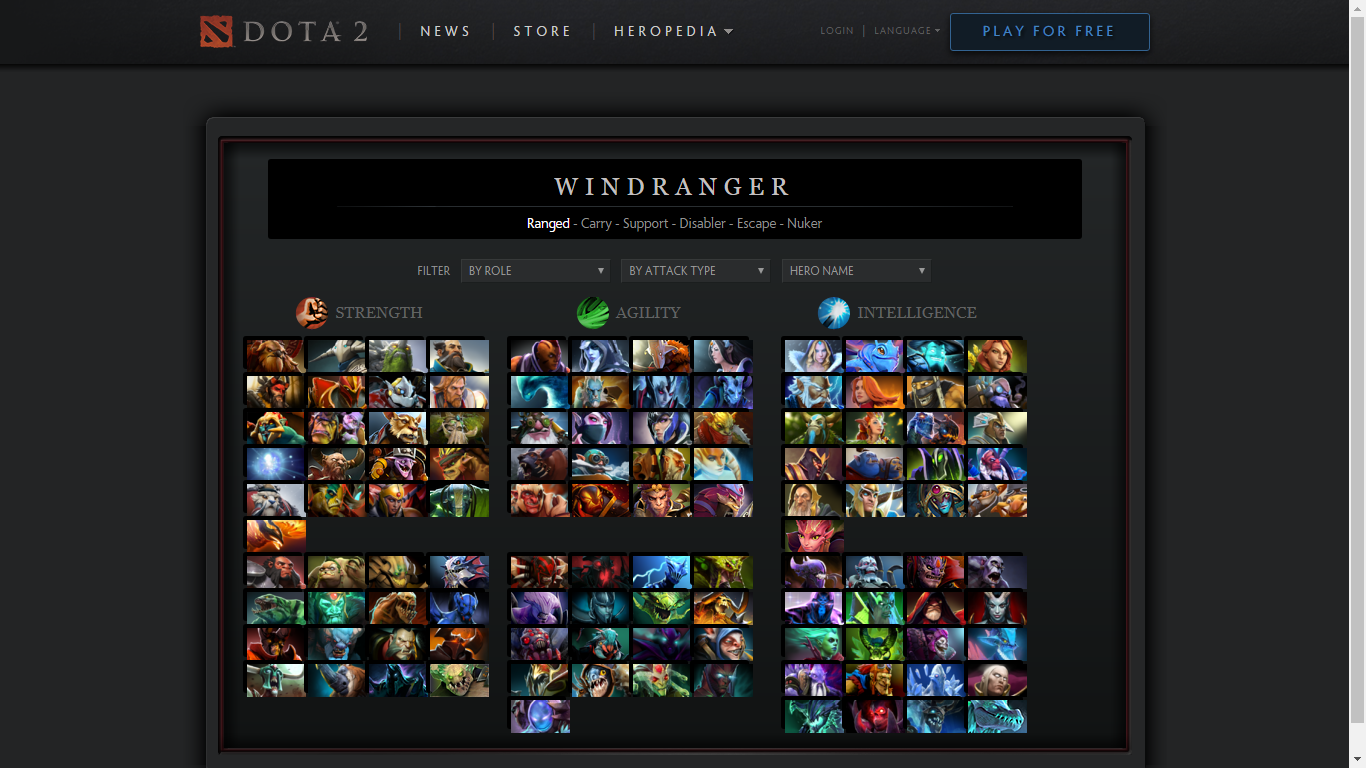 DOTA 2
NEWS
STORE
HEROPEDIA
LOGIN
LANGUAGE
PLAY FOR FREE
WINDRANGER
Ranged - Carry - Support - Disabler - Escape - Nuker
FILTER
BY ROLE
BY ATTACK TYPE
HERO NAME
STRENGTH
AGILITY
INTELLIGENCE